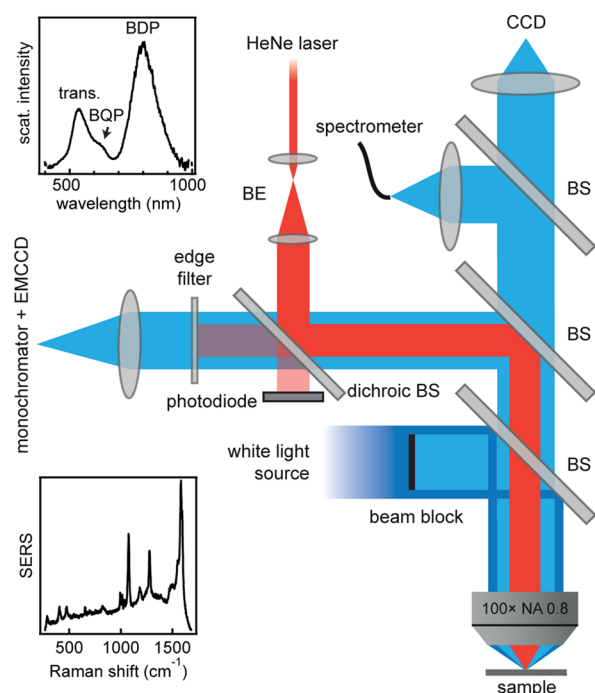 BDP
trans.
BQP
scat. intensity
500
800
1000
wavelength (nm)
HeNe laser
CCD
spectrometer
BS
BE
edge
filter
monochromator + EMCCD
BS
dichroic BS
photodiode
white light
source
BS
beam block
SERS
500
1000
1500
Raman shift (cm⁻¹)
100× NA 0.8
sample